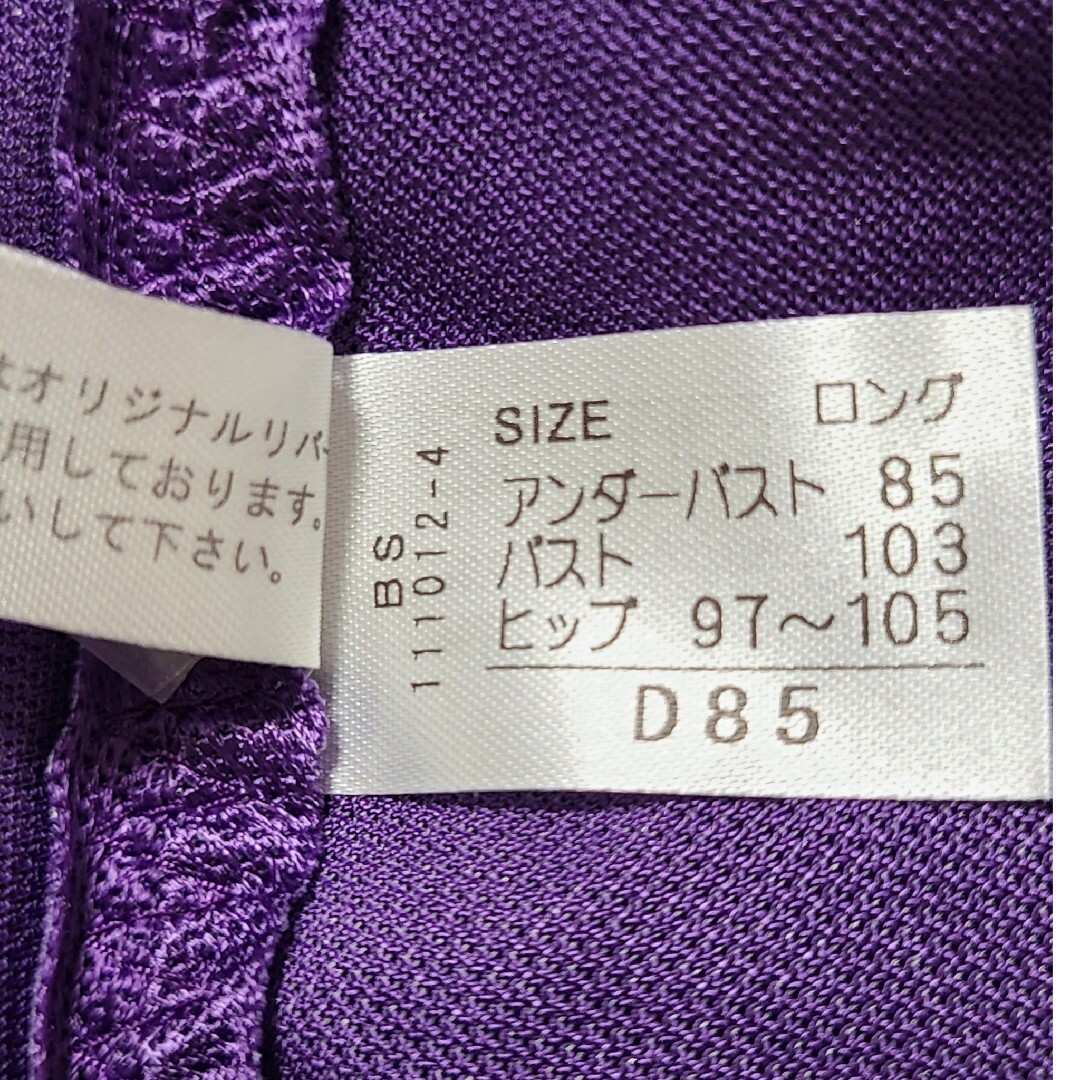 オリジナルリバ
用しております。
いして下さい。
BS
111012-4
SIZE ロング
アンダーバスト 85
バスト 103
ヒップ 97～105
D85